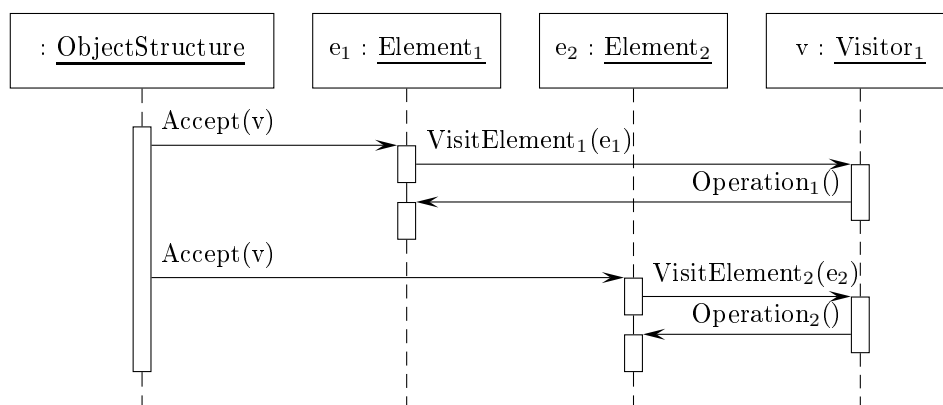 : ObjectStructure
e₁ : Element₁
e₂ : Element₂
v : Visitor₁
Accept(v)
VisitElement₁(e₁)
Operation₁()
Accept(v)
VisitElement₂(e₂)
Operation₂()